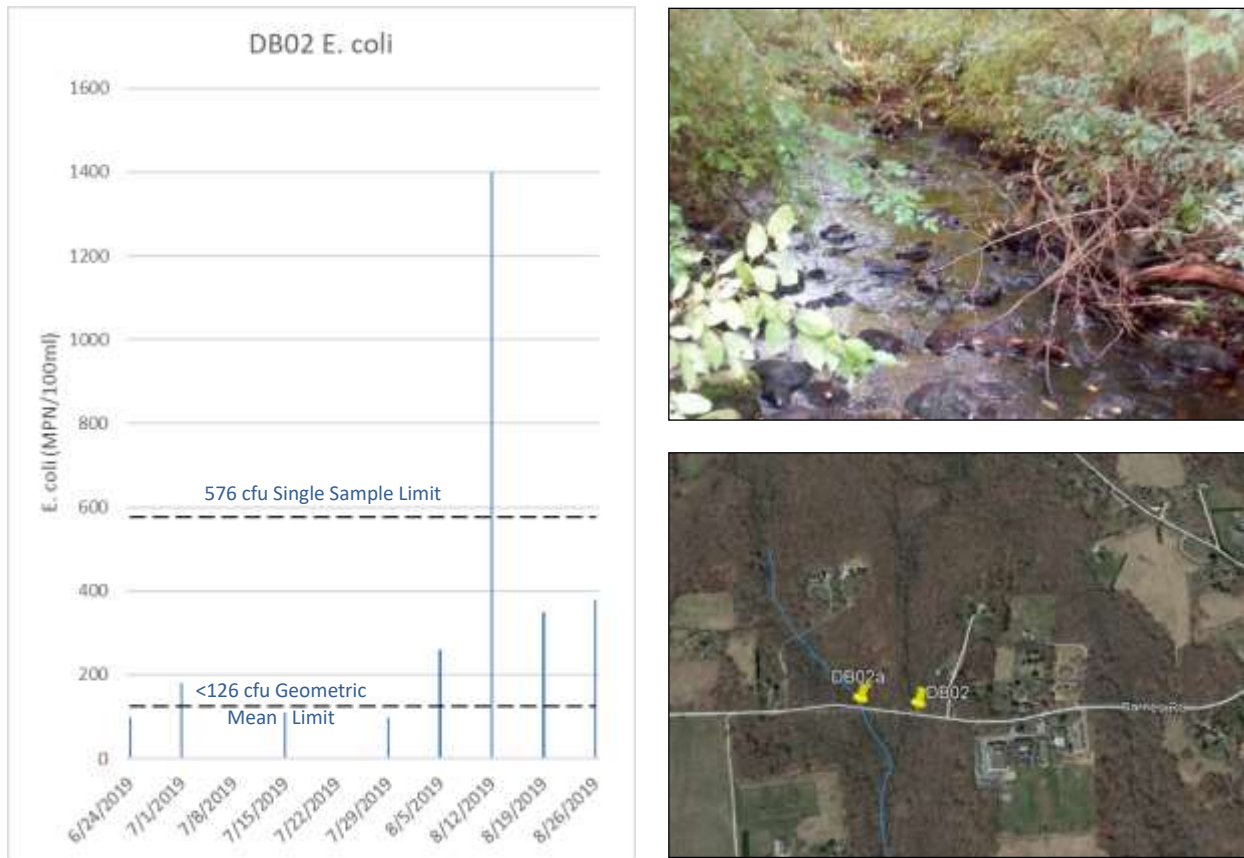 DB02 E. coli
E. coli (MPN/100ml)
1600
1400
1200
1000
800
600
400
200
0
576 cfu Single Sample Limit
<126 cfu Geometric
Mean Limit
6/24/2019
7/1/2019
7/8/2019
7/15/2019
7/22/2019
7/29/2019
8/5/2019
8/12/2019
8/19/2019
8/26/2019
DB02a
DB02
Rd